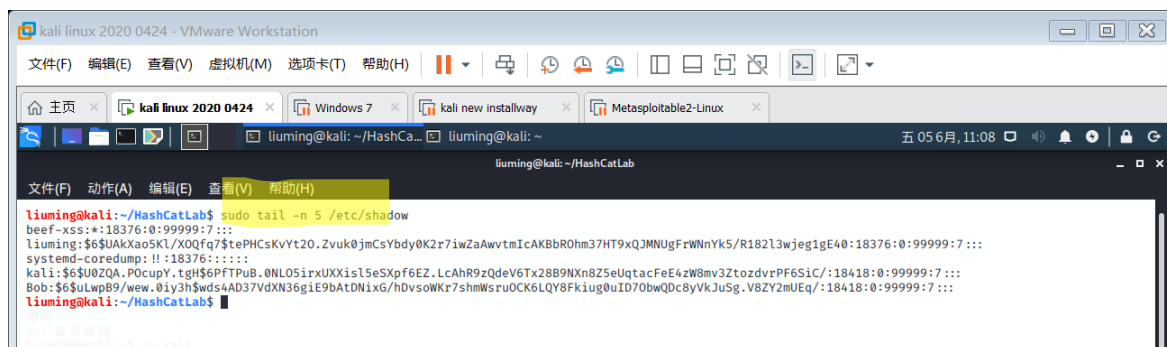 kali linux 2020 0424 - VMware Workstation
文件(F) 编辑(E) 查看(V) 虚拟机(M) 选项卡(T) 帮助(H)
主页 kali linux 2020 0424 Windows 7 kali new installway Metasploitable2-Linux
liuming@kali: ~/HashCa... liuming@kali: ~ 五 05 6月, 11:08
liuming@kali: ~/HashCatLab
文件(F) 动作(A) 编辑(E) 查看(V) 帮助(H)
liuming@kali:~/HashCatLab$ sudo tail -n 5 /etc/shadow
beef-xss:*:18376:0:99999:7:::
liuming:$6$UAkXao5Kl/XOQfq7$tePHCsKvYt2O.Zvuk0jmCsYbdy0K2r7iwZaAwvtmIcAKBbROhm37HT9xQJMNUgFrWNnYk5/R182l3wjeg1gE40:18376:0:99999:7:::
systemd-coredump:!!:18376::::::
kali:$6$U0ZQA.POcupY.tgH$6PfTPuB.0NLO5irxUXXisl5eSXpf6EZ.LcAhR9zQdeV6Tx28B9NXn8Z5eUqtacFeE4zW8mv3ZtozdvrPF6SiC/:18418:0:99999:7:::
Bob:$6$uLwpB9/wew.0iy3h$wds4AD37VdXN36giE9bAtDNixG/hDvsoWKr7shmWsruOCK6LQY8Fkiug0uID7ObwQDc8yVkJuSg.V8ZY2mUEq/:18418:0:99999:7:::
liuming@kali:~/HashCatLab$